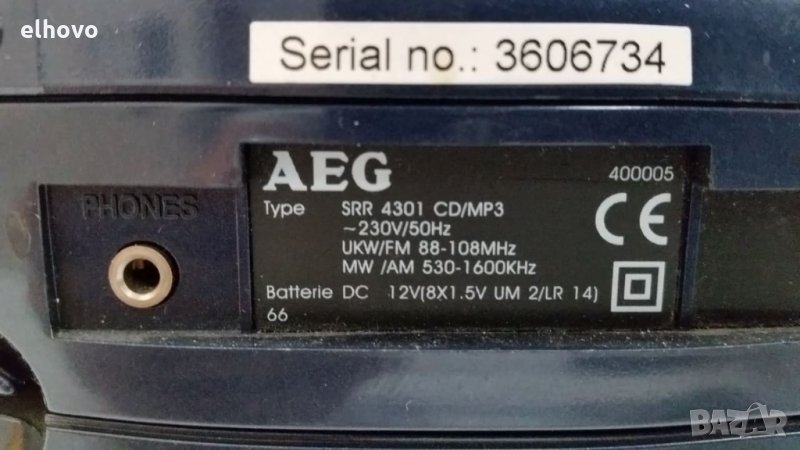 elhovo
Serial no.: 3606734
AEG
400005
Type SRR 4301 CD/MP3
~230V/50Hz
UKW/FM 88-108MHz
MW /AM 530-1600KHz
Batterie DC 12V(8X1.5V UM 2/LR 14)
66
CE
PHONES
BAZAR